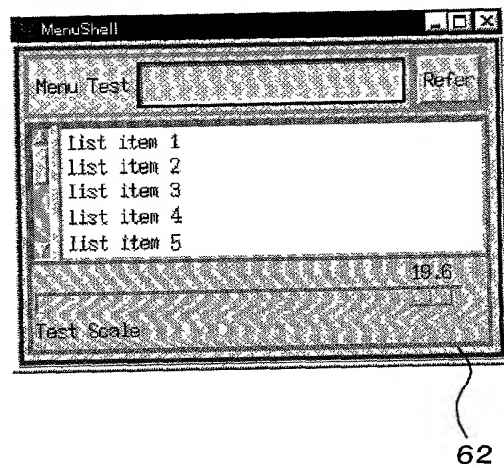 MenuShell
Menu Test Refer
list item 1
list item 2
list item 3
list item 4
list item 5
19.6
Test Scale
62